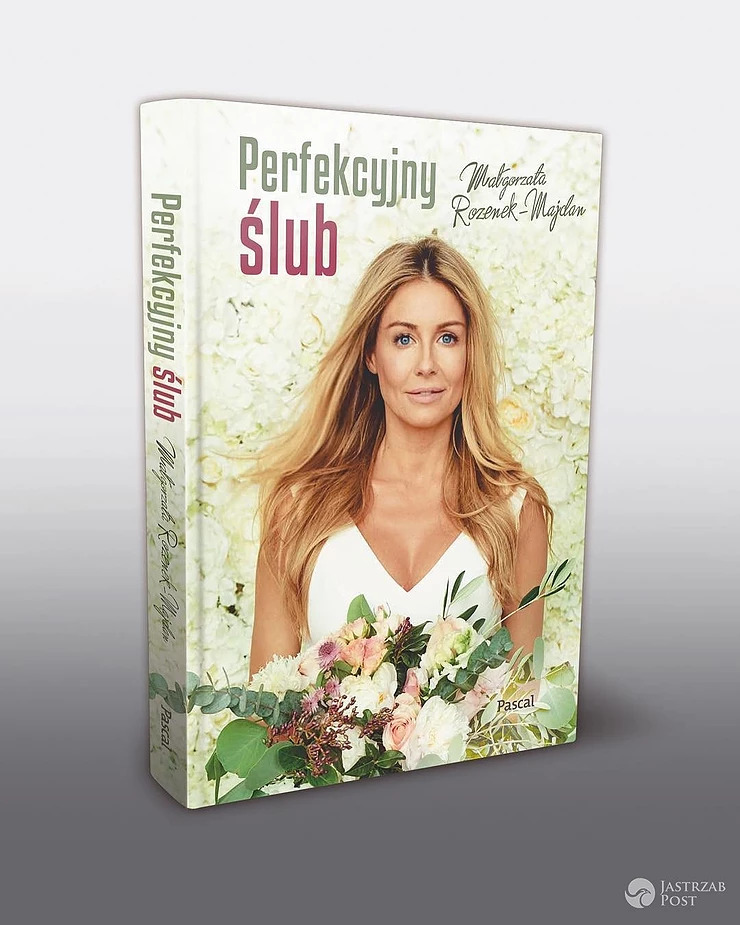 Perfekcyjny
ślub
Małgorzata
Rozenek-Majdan
Perfekcyjny ślub
Małgorzata Rozenek-Majdan
Pascal
Pascal
JASTRZAB
POST